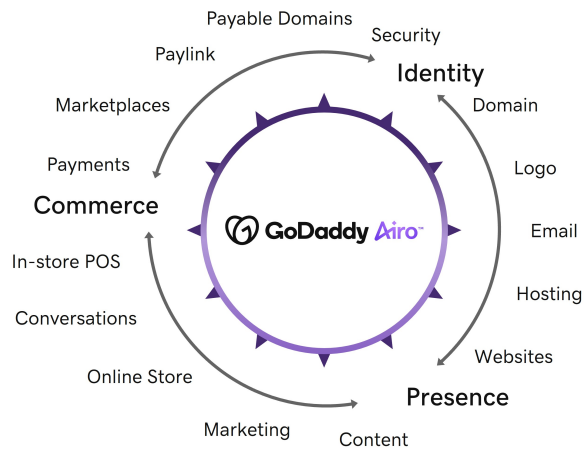 Payable Domains
Security
Paylink
Identity
Marketplaces
Domain
Payments
Logo
Commerce
GoDaddy Airo™
Email
In-store POS
Hosting
Conversations
Websites
Online Store
Presence
Marketing
Content